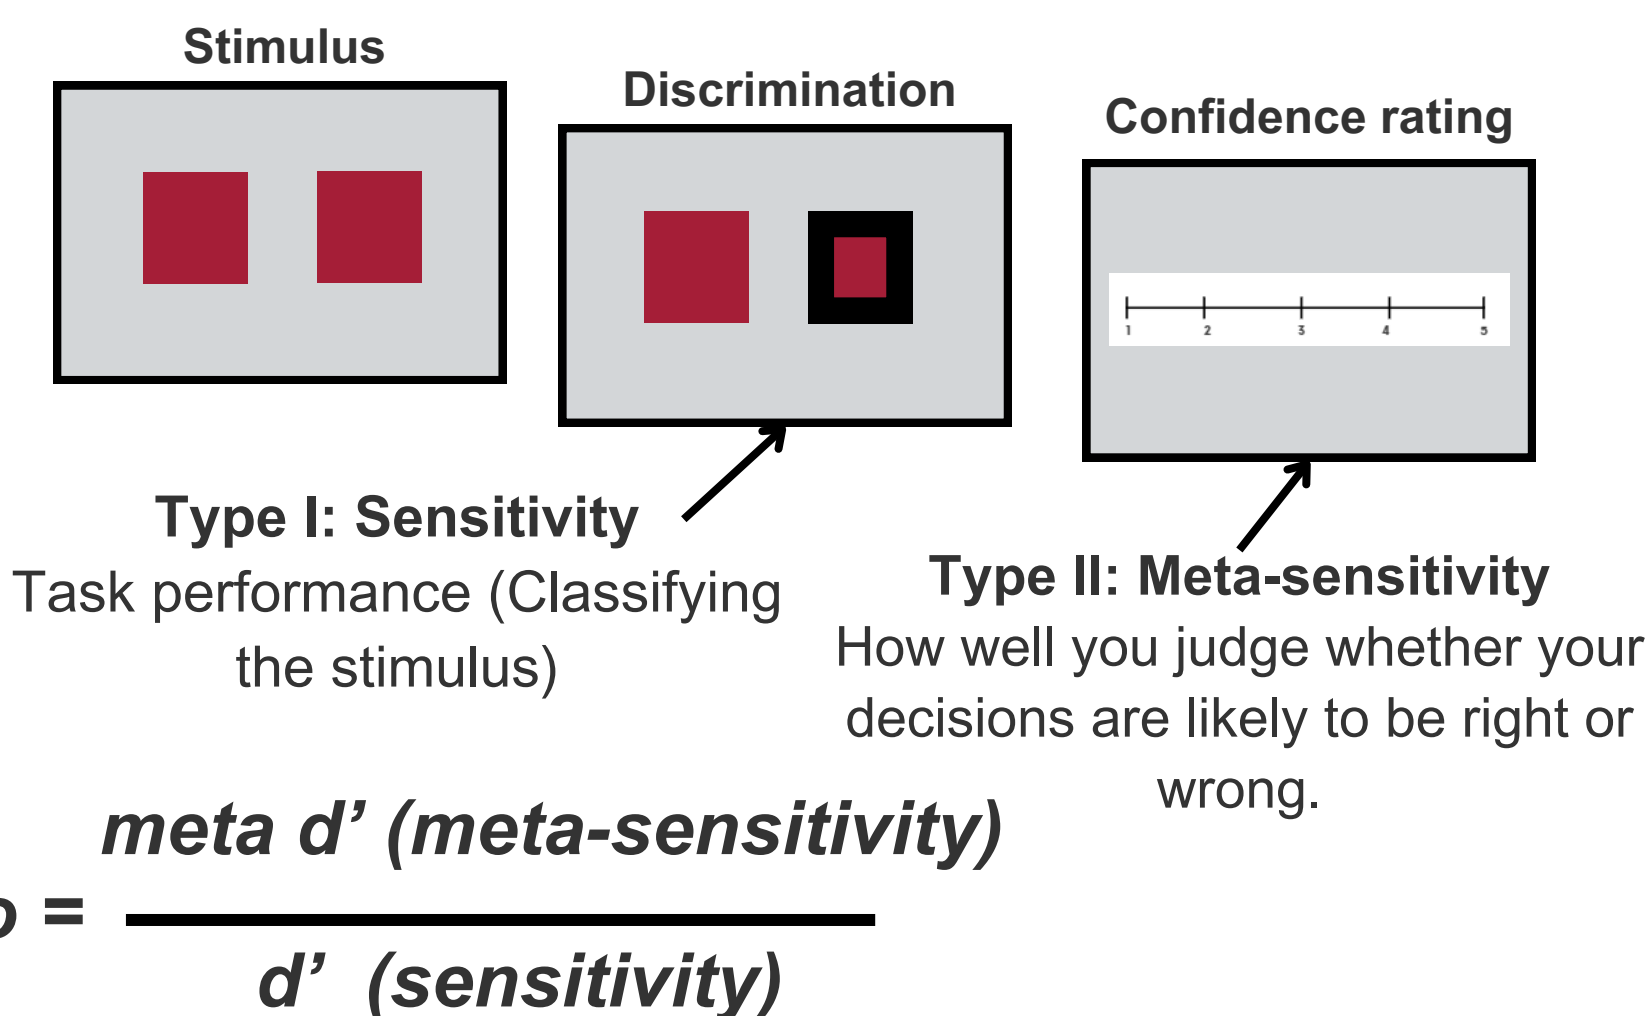 Stimulus
Discrimination
Confidence rating
1 2 3 4 5
Type I: Sensitivity
Task performance (Classifying
the stimulus)
Type II: Meta-sensitivity
How well you judge whether your
decisions are likely to be right or
wrong.
meta d’ (meta-sensitivity)
=
d’ (sensitivity)